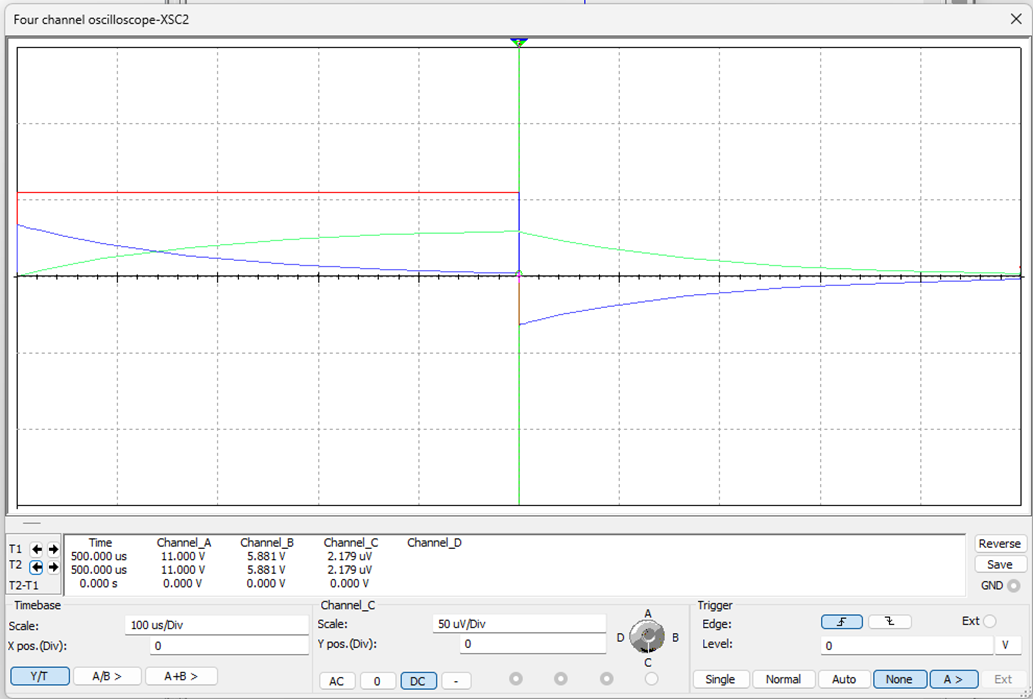 Four channel oscilloscope-XSC2
Time Channel_A Channel_B Channel_C Channel_D
T1 500.000 us 11.000 V 5.881 V 2.179 uV
T2 500.000 us 11.000 V 5.881 V 2.179 uV
T2-T1 0.000 s 0.000 V 0.000 V 0.000 V
Reverse
Save
GND
Timebase
Scale: 100 us/Div
X pos.(Div): 0
Y/T A/B > A+B >
Channel_C
Scale: 50 uV/Div
Y pos.(Div): 0
AC 0 DC -
A
D B
C
Trigger
Edge: Ext
Level: 0 V
Single Normal Auto None A > Ext